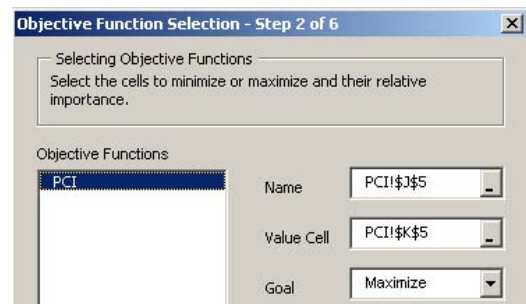 Objective Function Selection - Step 2 of 6
Selecting Objective Functions
Select the cells to minimize or maximize and their relative
importance.
Objective Functions
PCI
Name
PCI!$J$5
Value Cell
PCI!$K$5
Goal
Maximize